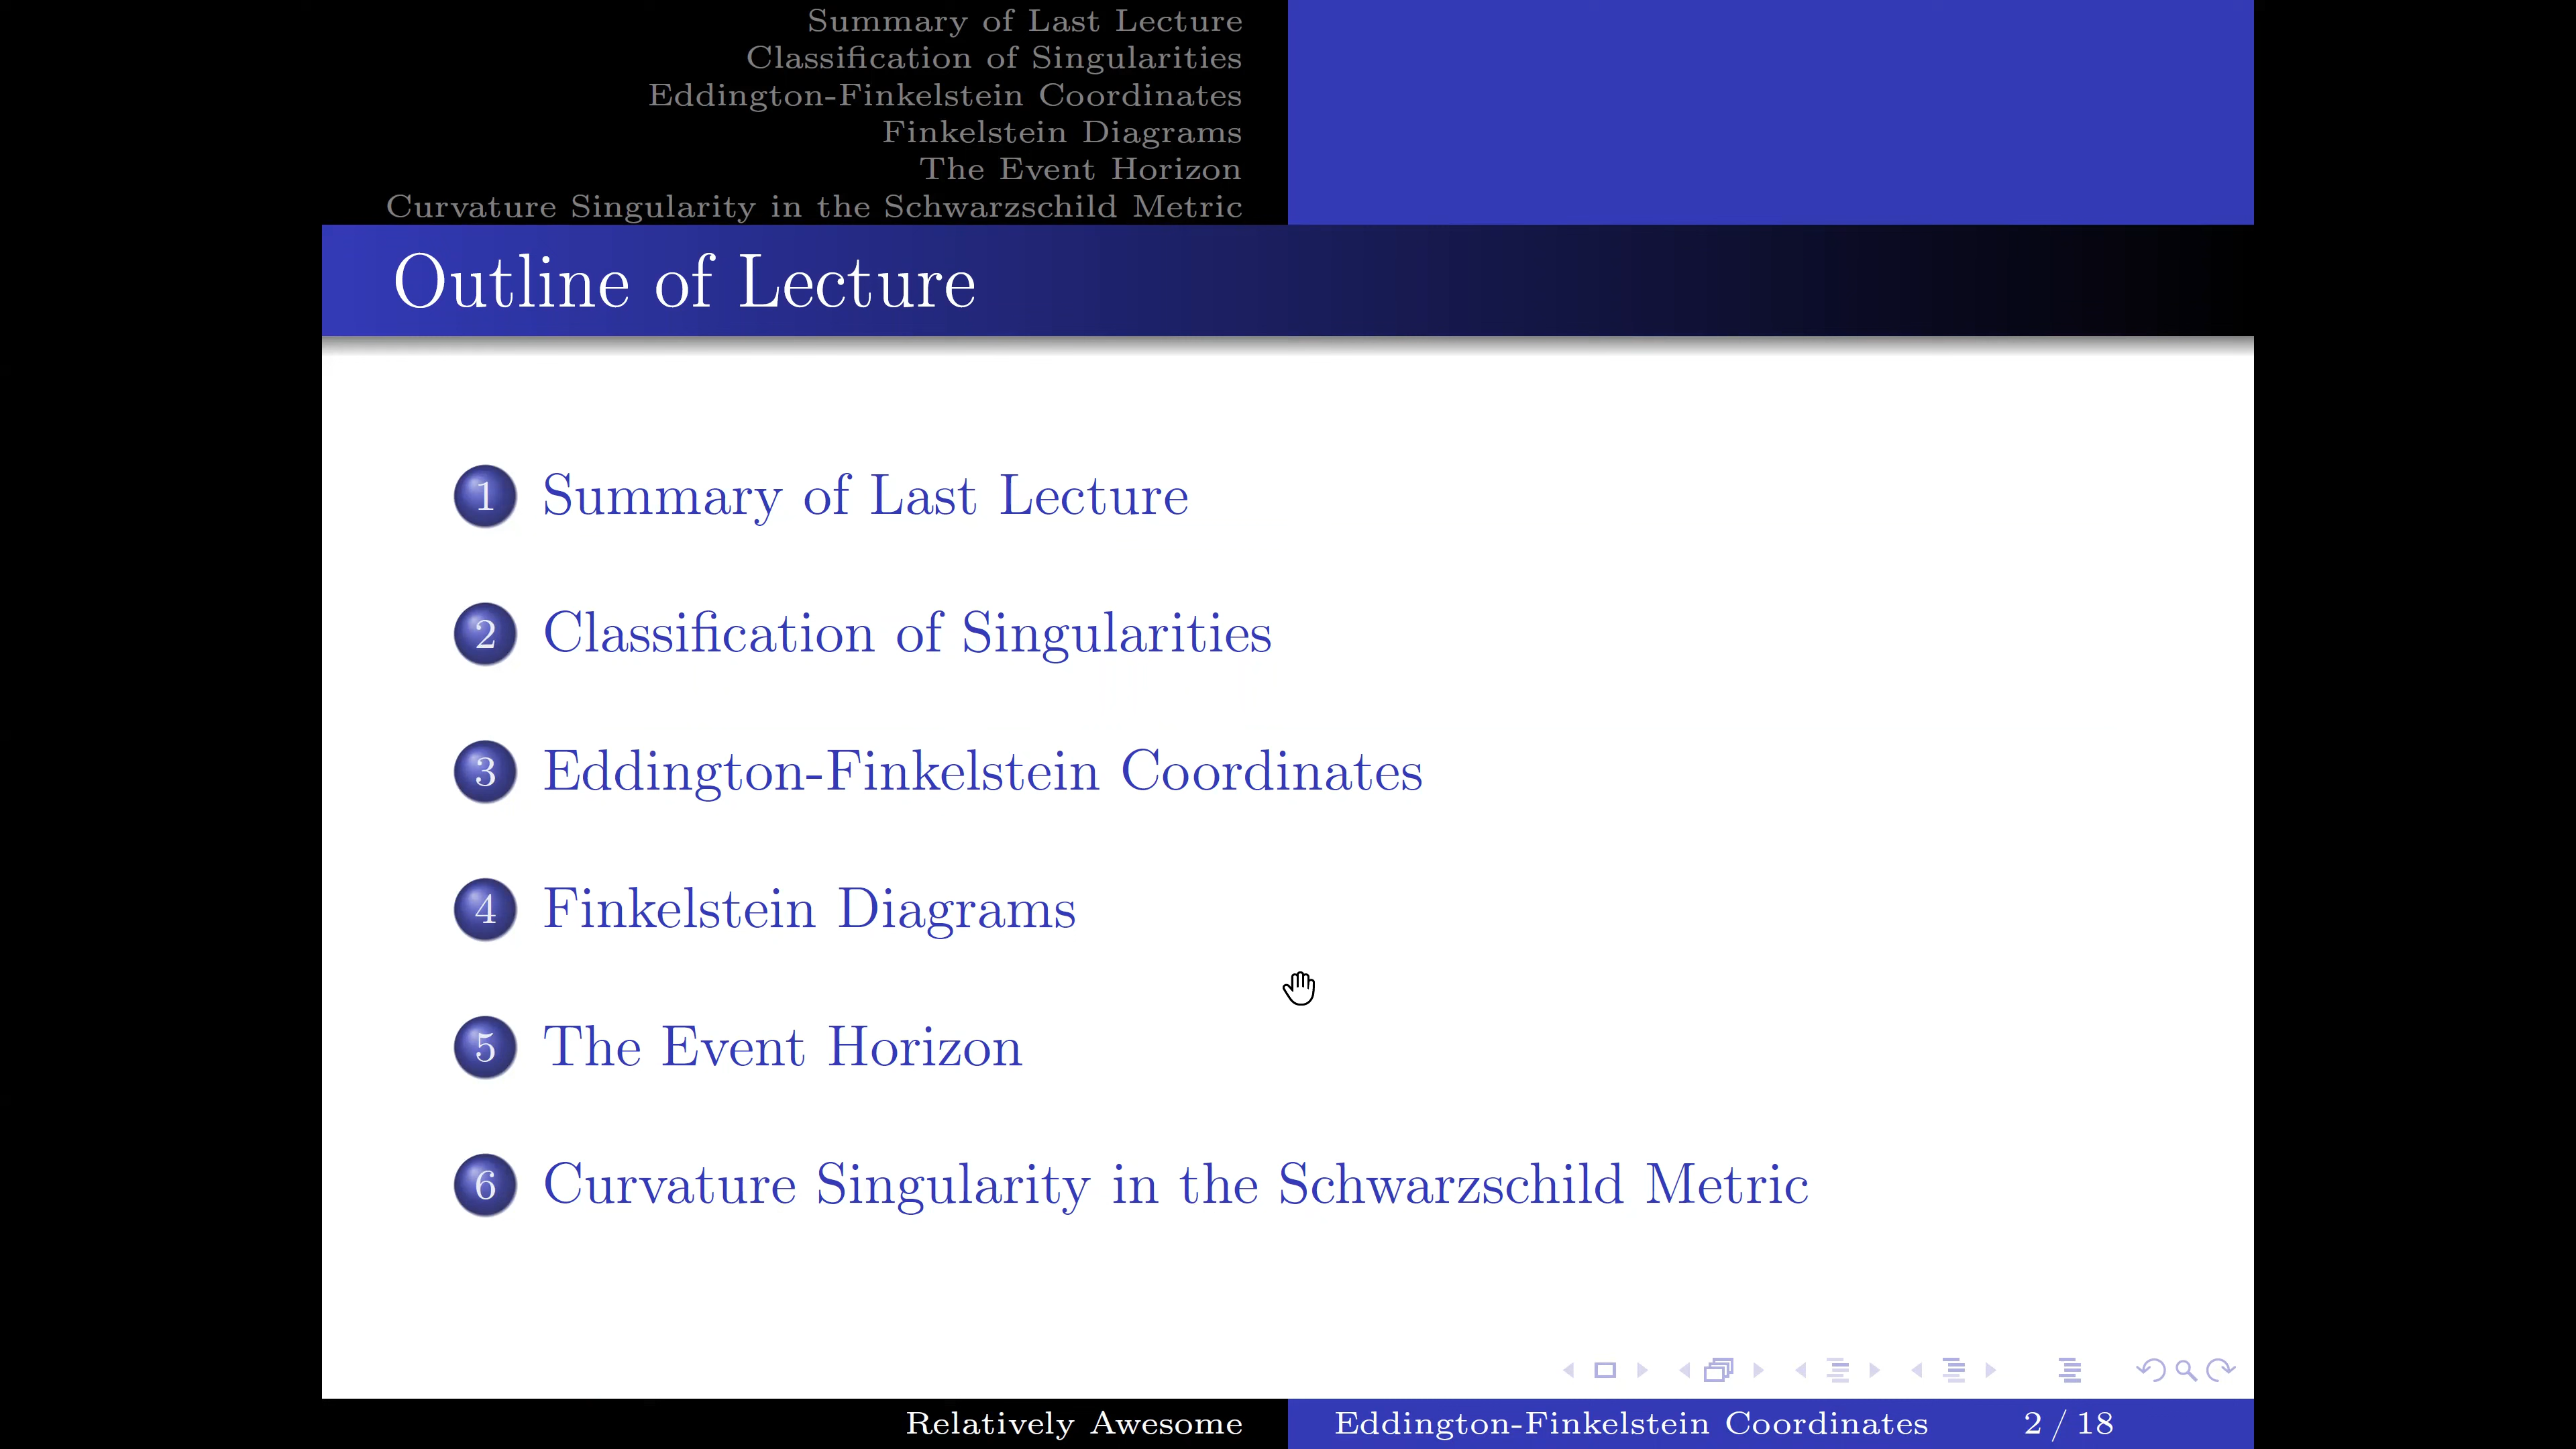 Summary of Last Lecture
Classification of Singularities
Eddington-Finkelstein Coordinates
Finkelstein Diagrams
The Event Horizon
Curvature Singularity in the Schwarzschild Metric
Outline of Lecture
1 Summary of Last Lecture
2 Classification of Singularities
3 Eddington-Finkelstein Coordinates
4 Finkelstein Diagrams
5 The Event Horizon
6 Curvature Singularity in the Schwarzschild Metric
Relatively Awesome Eddington-Finkelstein Coordinates 2 / 18